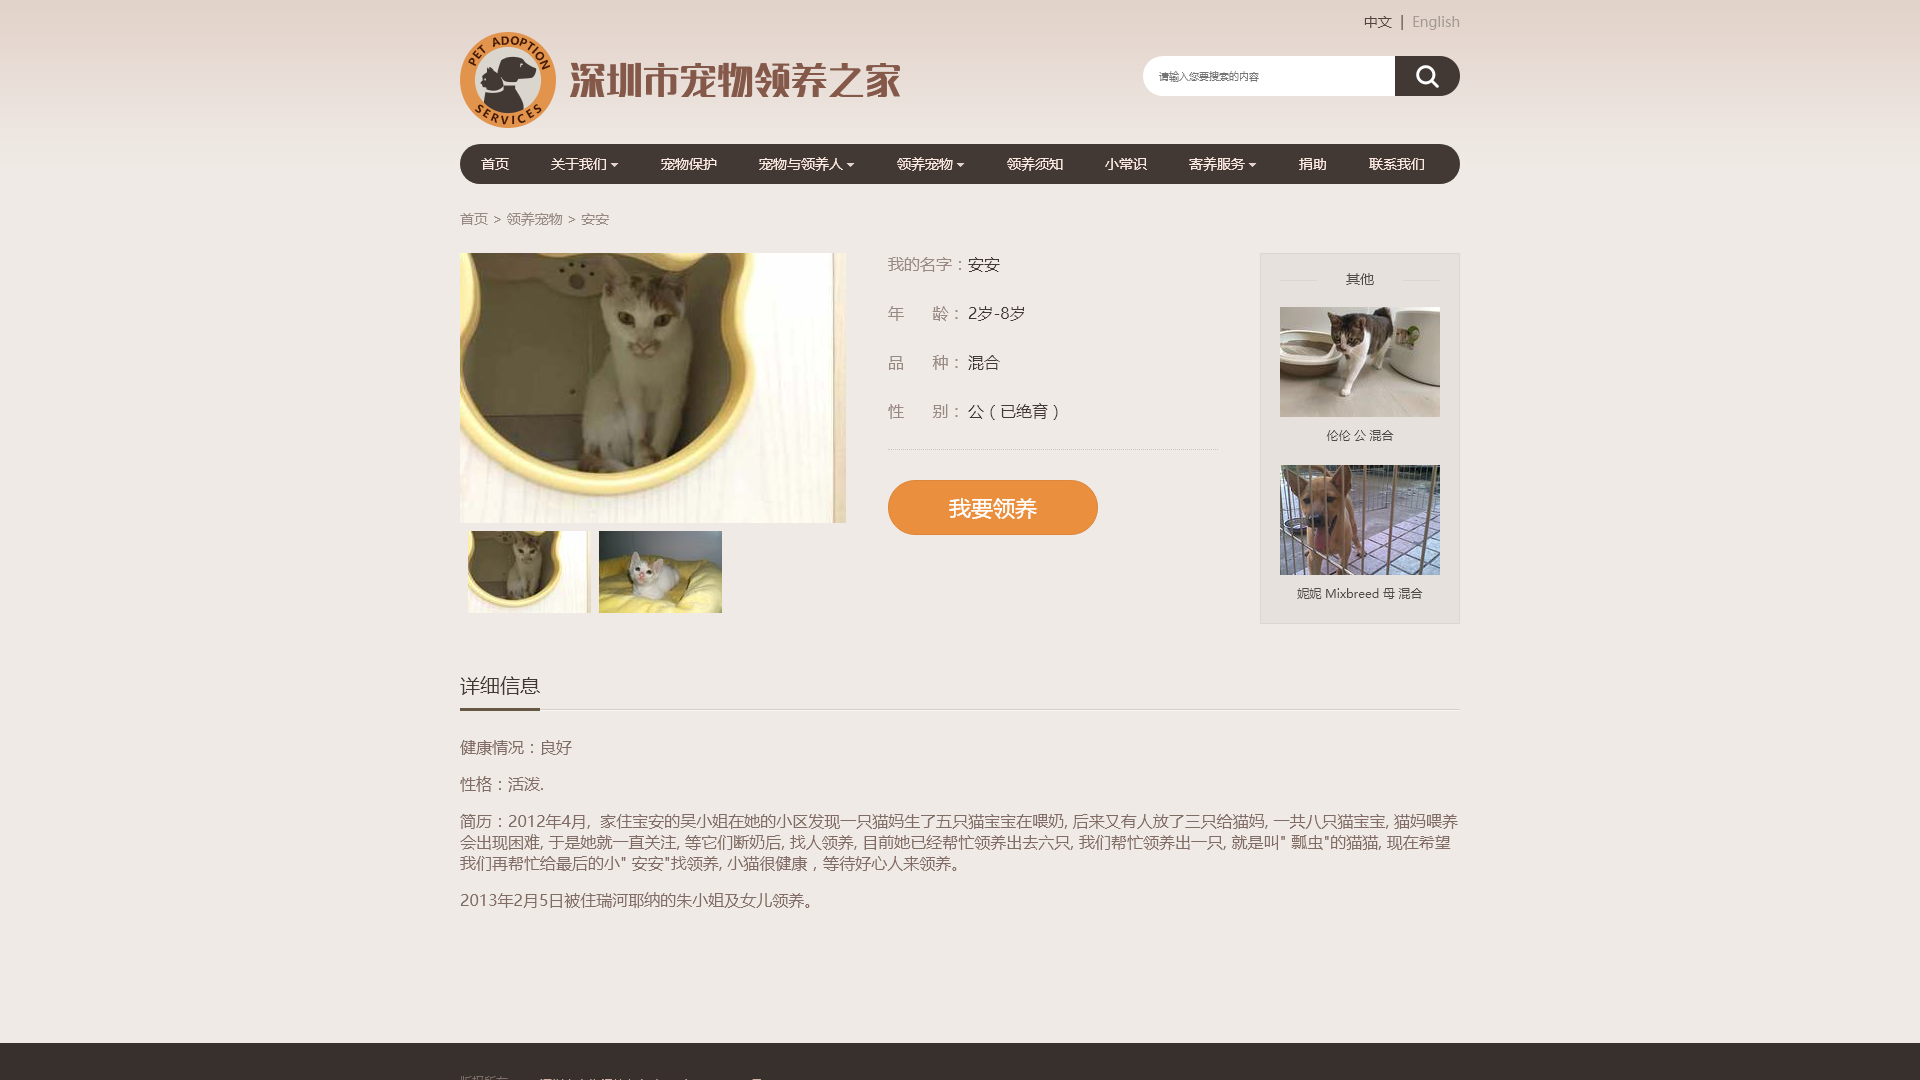 中文 | English
PET ADOPTION SERVICES
深圳市宠物领养之家
请输入您要搜索的内容
首页 关于我们 宠物保护 宠物与领养人 领养宠物 领养须知 小常识 寄养服务 捐助 联系我们
首页 > 领养宠物 > 安安
我的名字：安安
年 龄： 2岁-8岁
品 种： 混合
性 别： 公（已绝育）
我要领养
其他
伦伦 公 混合
妮妮 Mixbreed 母 混合
详细信息
健康情况：良好
性格：活泼.
简历：2012年4月, 家住宝安的吴小姐在她的小区发现一只猫妈生了五只猫宝宝在喂奶, 后来又有人放了三只给猫妈, 一共八只猫宝宝, 猫妈喂养
会出现困难, 于是她就一直关注, 等它们断奶后, 找人领养, 目前她已经帮忙领养出去六只, 我们帮忙领养出一只, 就是叫" 瓢虫"的猫猫, 现在希望
我们再帮忙给最后的小" 安安"找领养, 小猫很健康，等待好心人来领养。
2013年2月5日被住瑞河耶纳的朱小姐及女儿领养。